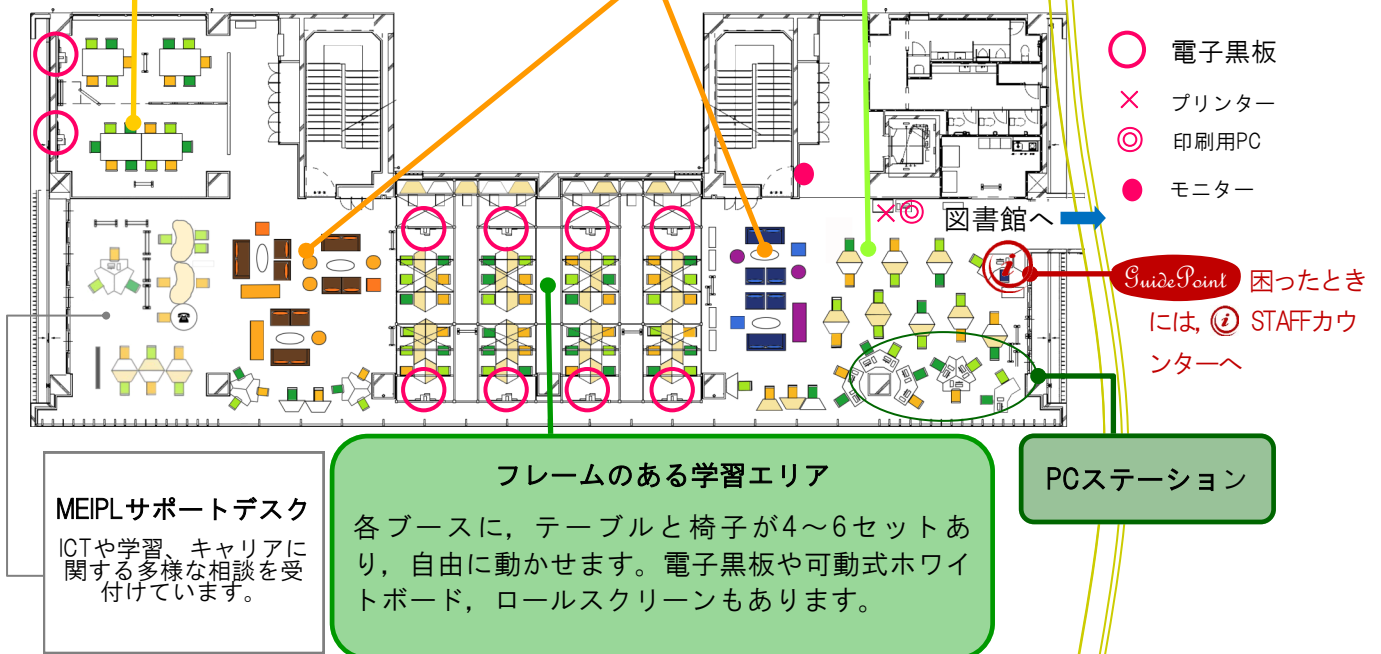 電子黒板
プリンター
印刷用PC
モニター
図書館へ
GuidePoint 困ったとき
には, i STAFFカウ
ンターへ
MEIPLサポートデスク
ICTや学習、キャリアに
関する多様な相談を受
付けています。
フレームのある学習エリア
各ブースに, テーブルと椅子が4～6セットあ
り, 自由に動かせます。電子黒板や可動式ホワイ
トボード, ロールスクリーンもあります。
PCステーション